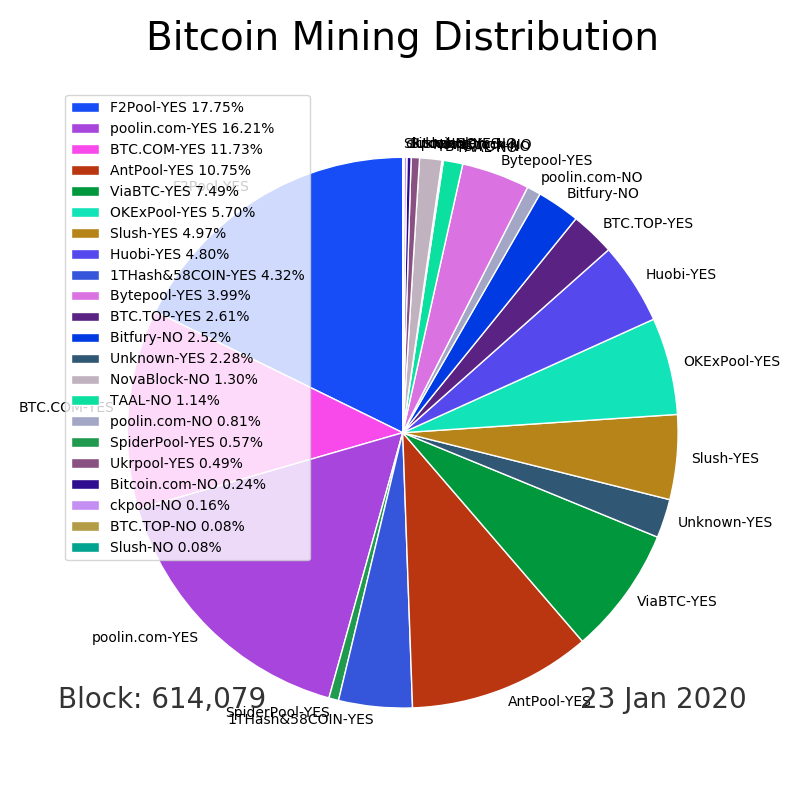 Bitcoin Mining Distribution
F2Pool-YES 17.75%
poolin.com-YES 16.21%
BTC.COM-YES 11.73%
AntPool-YES 10.75%
ViaBTC-YES 7.49%
OKExPool-YES 5.70%
Slush-YES 4.97%
Huobi-YES 4.80%
1THash&58COIN-YES 4.32%
Bytepool-YES 3.99%
BTC.TOP-YES 2.61%
Bitfury-NO 2.52%
Unknown-YES 2.28%
NovaBlock-NO 1.30%
TAAL-NO 1.14%
poolin.com-NO 0.81%
SpiderPool-YES 0.57%
Ukrpool-YES 0.49%
Bitcoin.com-NO 0.24%
ckpool-NO 0.16%
BTC.TOP-NO 0.08%
Slush-NO 0.08%
Bytepool-YES
poolin.com-NO
Bitfury-NO
BTC.TOP-YES
Huobi-YES
OKExPool-YES
Slush-YES
Unknown-YES
ViaBTC-YES
AntPool-YES
1THash&58COIN-YES
SpiderPool-YES
poolin.com-YES
BTC.COM-YES
F2Pool-YES
Block: 614,079
23 Jan 2020